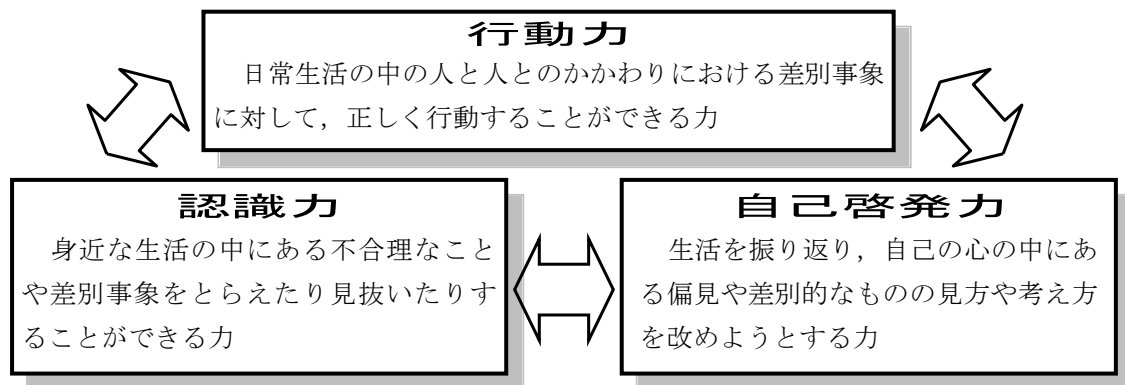 行動力
日常生活の中の人と人とのかかわりにおける差別事象
に対して，正しく行動することができる力
認識力
身近な生活の中にある不合理なこと
や差別事象をとらえたり見抜いたりす
ることができる力
自己啓発力
生活を振り返り，自己の心の中にあ
る偏見や差別的なものの見方や考え方
を改めようとする力